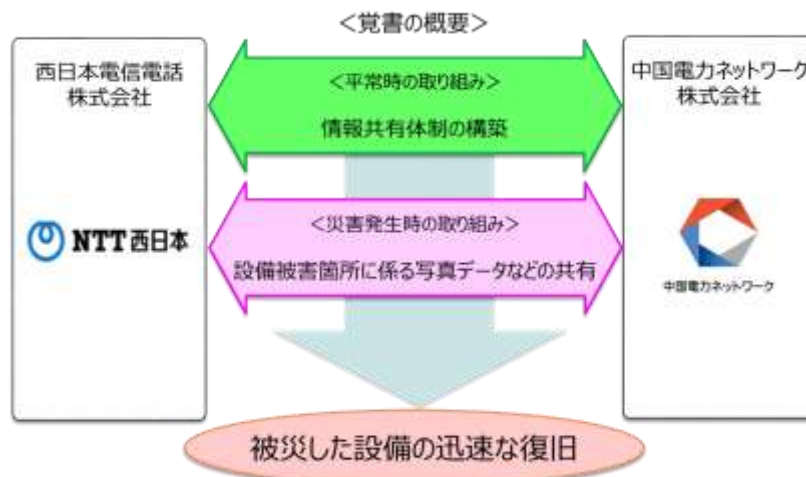 <覚書の概要>
西日本電信電話
株式会社
NTT西日本
<平常時の取り組み>
情報共有体制の構築
<災害発生時の取り組み>
設備被害箇所に係る写真データなどの共有
中国電力ネットワーク
株式会社
中国電力ネットワーク
被災した設備の迅速な復旧